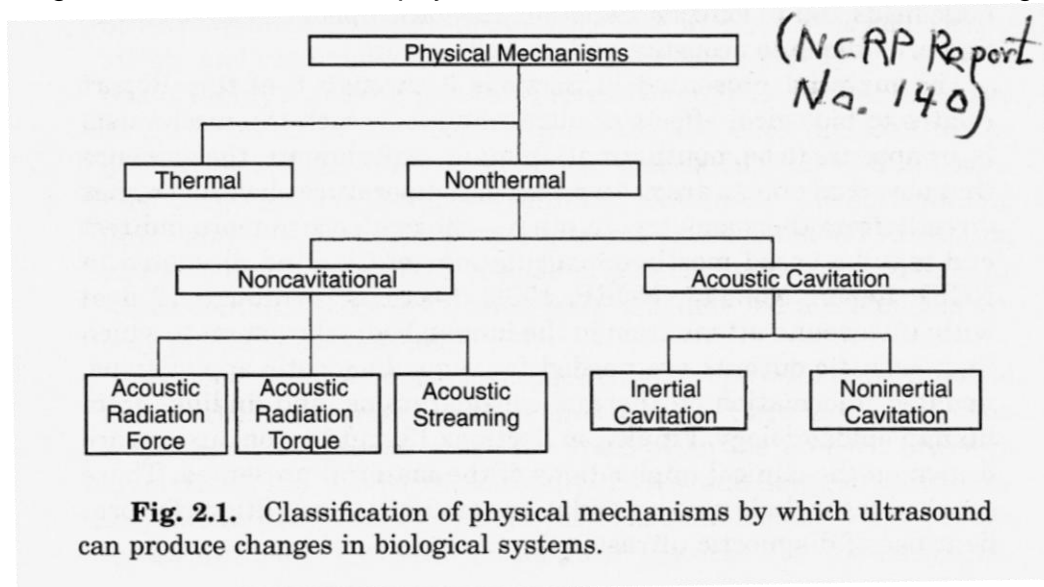 Physical Mechanisms
(NCRP Report
No. 140)
Thermal
Nonthermal
Noncavitational
Acoustic Cavitation
Acoustic
Radiation
Force
Acoustic
Radiation
Torque
Acoustic
Streaming
Inertial
Cavitation
Noninertial
Cavitation
Fig. 2.1. Classification of physical mechanisms by which ultrasound
can produce changes in biological systems.